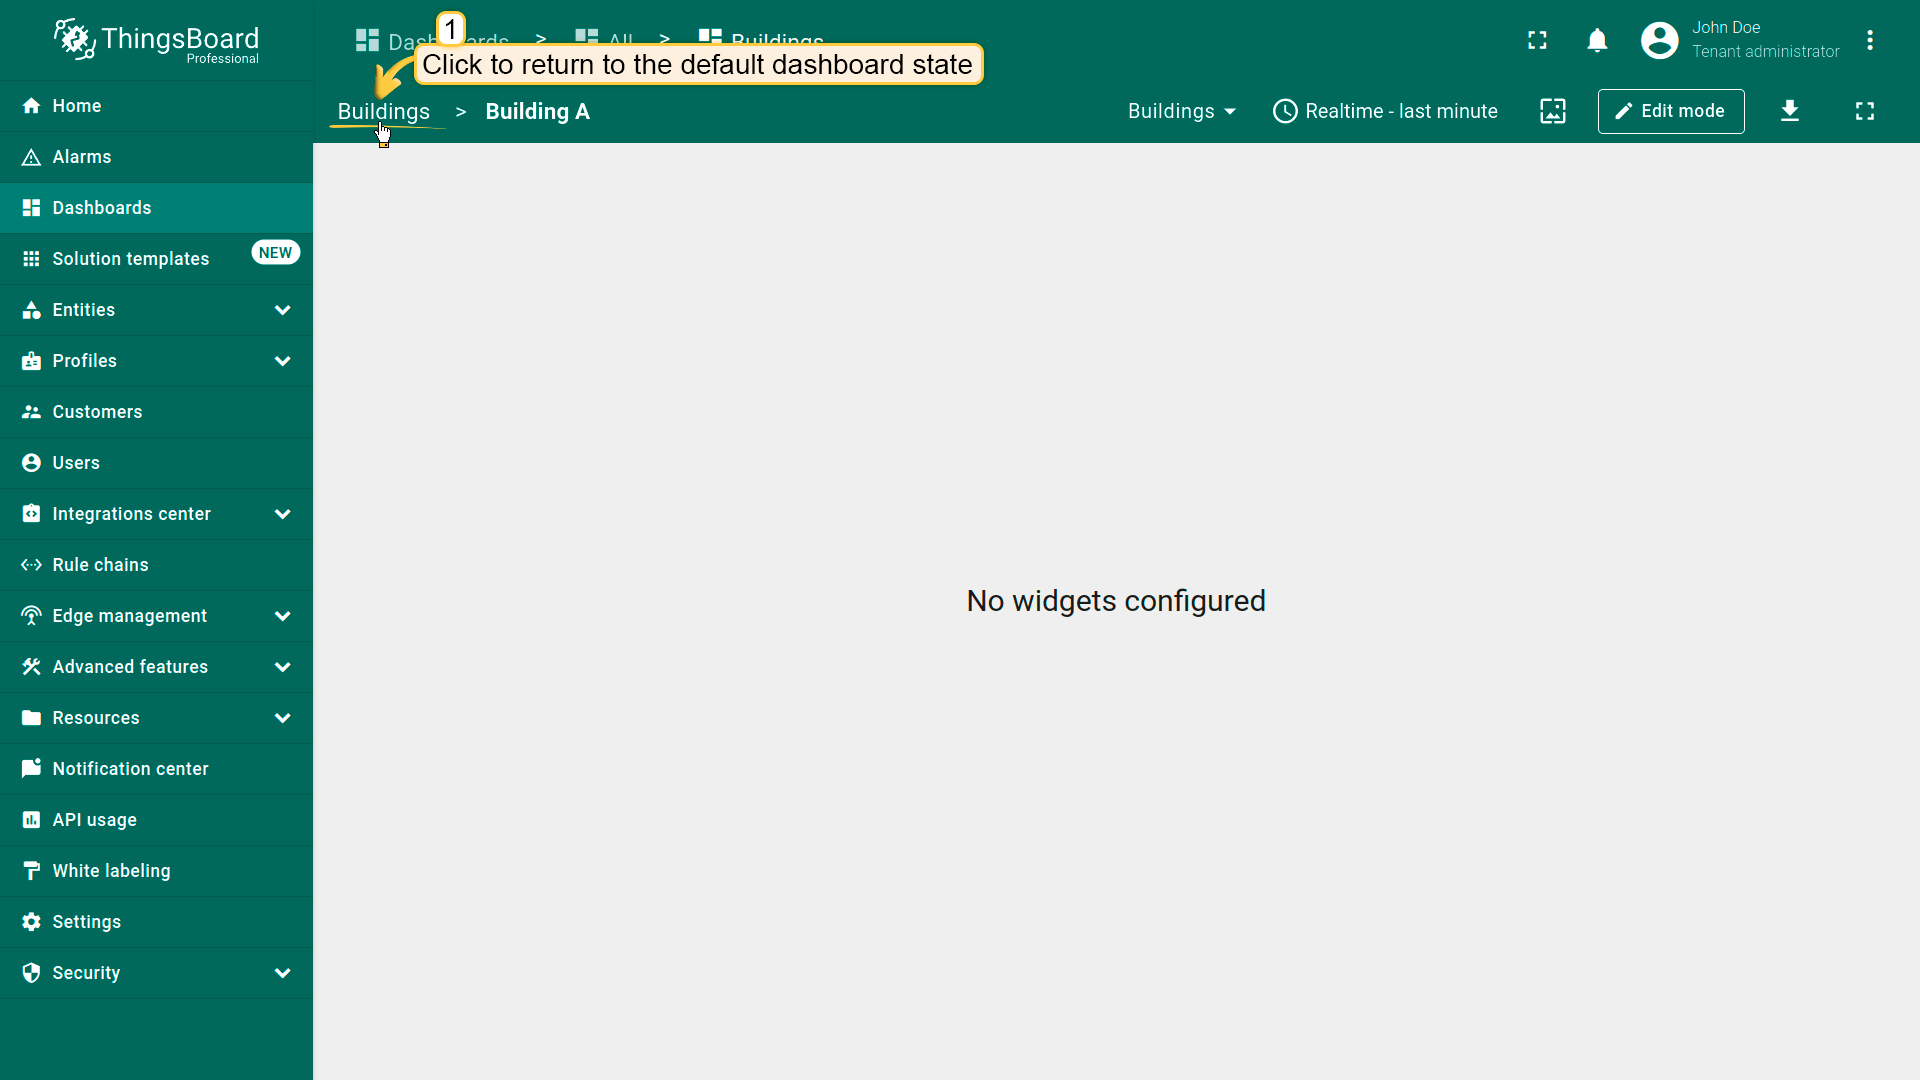 ThingsBoard
Professional
Home
Alarms
Dashboards
Solution templates
NEW
Entities
Profiles
Customers
Users
Integrations center
Rule chains
Edge management
Advanced features
Resources
Notification center
API usage
White labeling
Settings
Security
Dashboards > All > Buildings
1
Click to return to the default dashboard state
John Doe
Tenant administrator
Buildings > Building A
Buildings
Realtime - last minute
Edit mode
No widgets configured